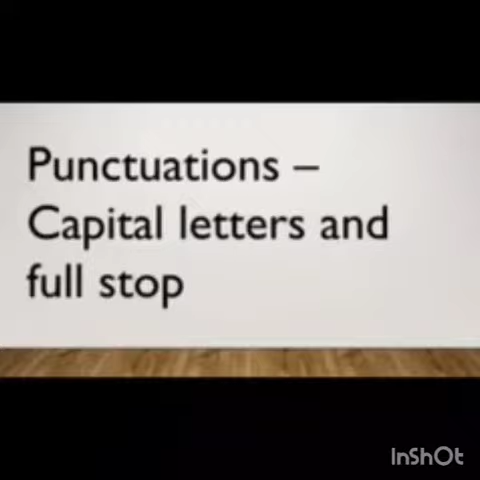 Punctuations –
Capital letters and
full stop
InShOt